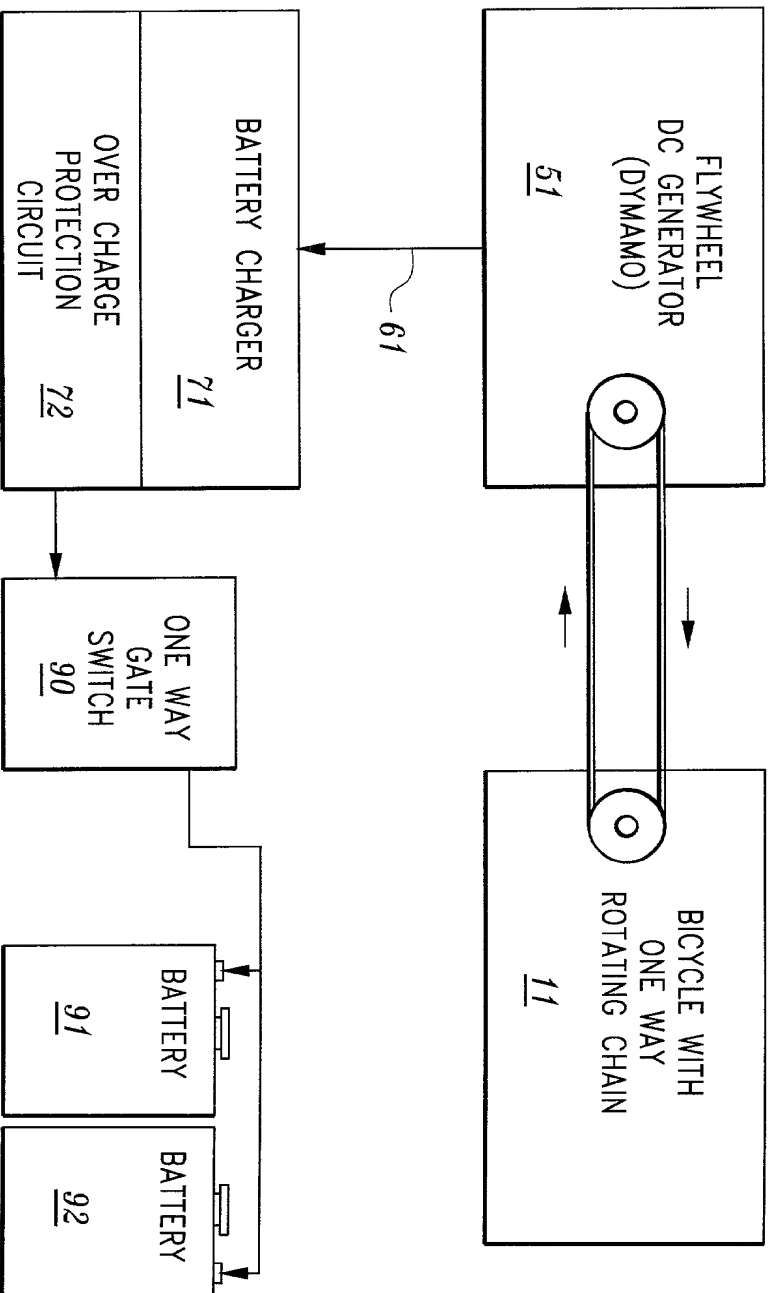 FLYWHEEL
DC GENERATOR
(DYMAMO)
51
BICYCLE WITH
ONE WAY
ROTATING CHAIN
11
61
BATTERY CHARGER
71
OVER CHARGE
PROTECTION
CIRCUIT
72
ONE WAY
GATE
SWITCH
90
BATTERY
91
BATTERY
92